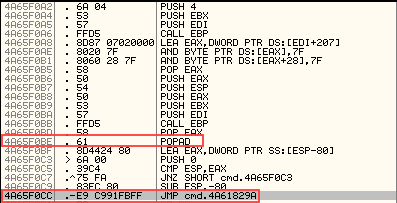 4A65F0A2 . 6A 04 PUSH 4
4A65F0A4 . 53 PUSH EBX
4A65F0A5 . 57 PUSH EDI
4A65F0A6 . FFD5 CALL EBP
4A65F0A8 . 8D87 07020000 LEA EAX,DWORD PTR DS:[EDI+207]
4A65F0AE . 8020 7F AND BYTE PTR DS:[EAX],7F
4A65F0B1 . 8060 28 7F AND BYTE PTR DS:[EAX+28],7F
4A65F0B5 . 58 POP EAX
4A65F0B6 . 50 PUSH EAX
4A65F0B7 . 54 PUSH ESP
4A65F0B8 . 50 PUSH EAX
4A65F0B9 . 53 PUSH EBX
4A65F0BA . 57 PUSH EDI
4A65F0BB . FFD5 CALL EBP
4A65F0BD . 58 POP EAX
4A65F0BE . 61 POPAD
4A65F0BF . 8D4424 80 LEA EAX,DWORD PTR SS:[ESP-80]
4A65F0C3 > 6A 00 PUSH 0
4A65F0C5 . 39C4 CMP ESP,EAX
4A65F0C7 .^75 FA JNZ SHORT cmd.4A65F0C3
4A65F0C9 . 83EC 80 SUB ESP,-80
4A65F0CC .-E9 C991FBFF JMP cmd.4A61829A